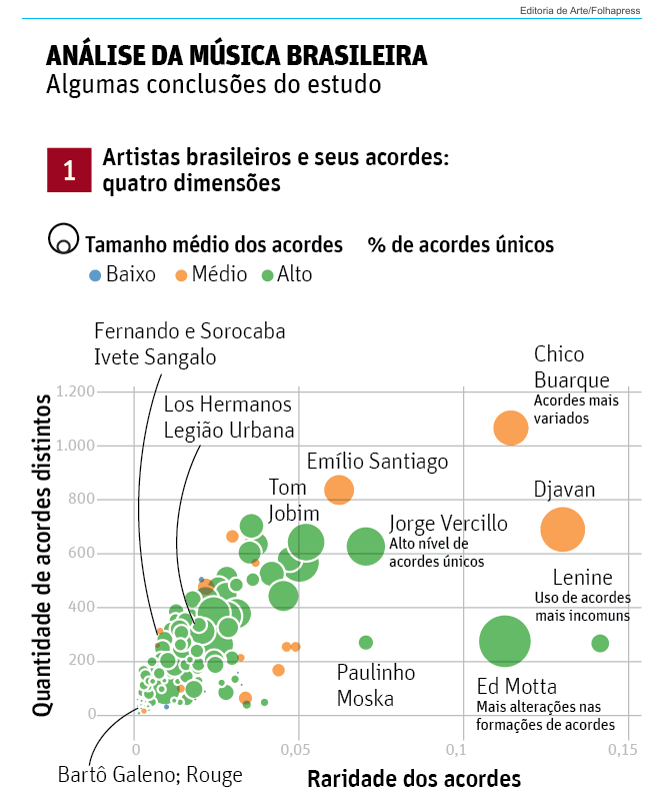 Editoria de Arte/Folhapress
ANÁLISE DA MÚSICA BRASILEIRA
Algumas conclusões do estudo
1
Artistas brasileiros e seus acordes:
quatro dimensões
Tamanho médio dos acordes
% de acordes únicos
Baixo
Médio
Alto
Fernando e Sorocaba
Ivete Sangalo
Los Hermanos
Legião Urbana
Chico
Buarque
Acordes mais
variados
Emílio Santiago
Tom
Jobim
Djavan
Jorge Vercillo
Alto nível de
acordes únicos
Lenine
Uso de acordes
mais incomuns
Paulinho
Moska
Ed Motta
Mais alterações nas
formações de acordes
Bartô Galeno; Rouge
Quantidade de acordes distintos
1.200
1.000
800
600
400
200
0
0
0,05
0,1
0,15
Raridade dos acordes